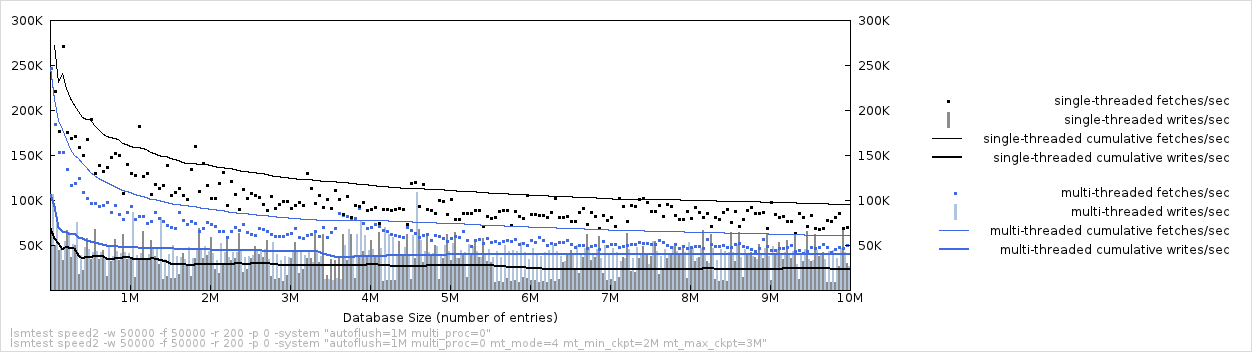 300K 300K
250K 250K
200K 200K
150K 150K
100K 100K
50K 50K
1M 2M 3M 4M 5M 6M 7M 8M 9M 10M
Database Size (number of entries)
single-threaded fetches/sec
single-threaded writes/sec
single-threaded cumulative fetches/sec
single-threaded cumulative writes/sec
multi-threaded fetches/sec
multi-threaded writes/sec
multi-threaded cumulative fetches/sec
multi-threaded cumulative writes/sec
lsmtest speed2 -w 50000 -f 50000 -r 200 -p 0 -system "autoflush=1M multi_proc=0"
lsmtest speed2 -w 50000 -f 50000 -r 200 -p 0 -system "autoflush=1M multi_proc=0 mt_mode=4 mt_min_ckpt=2M mt_max_ckpt=3M"